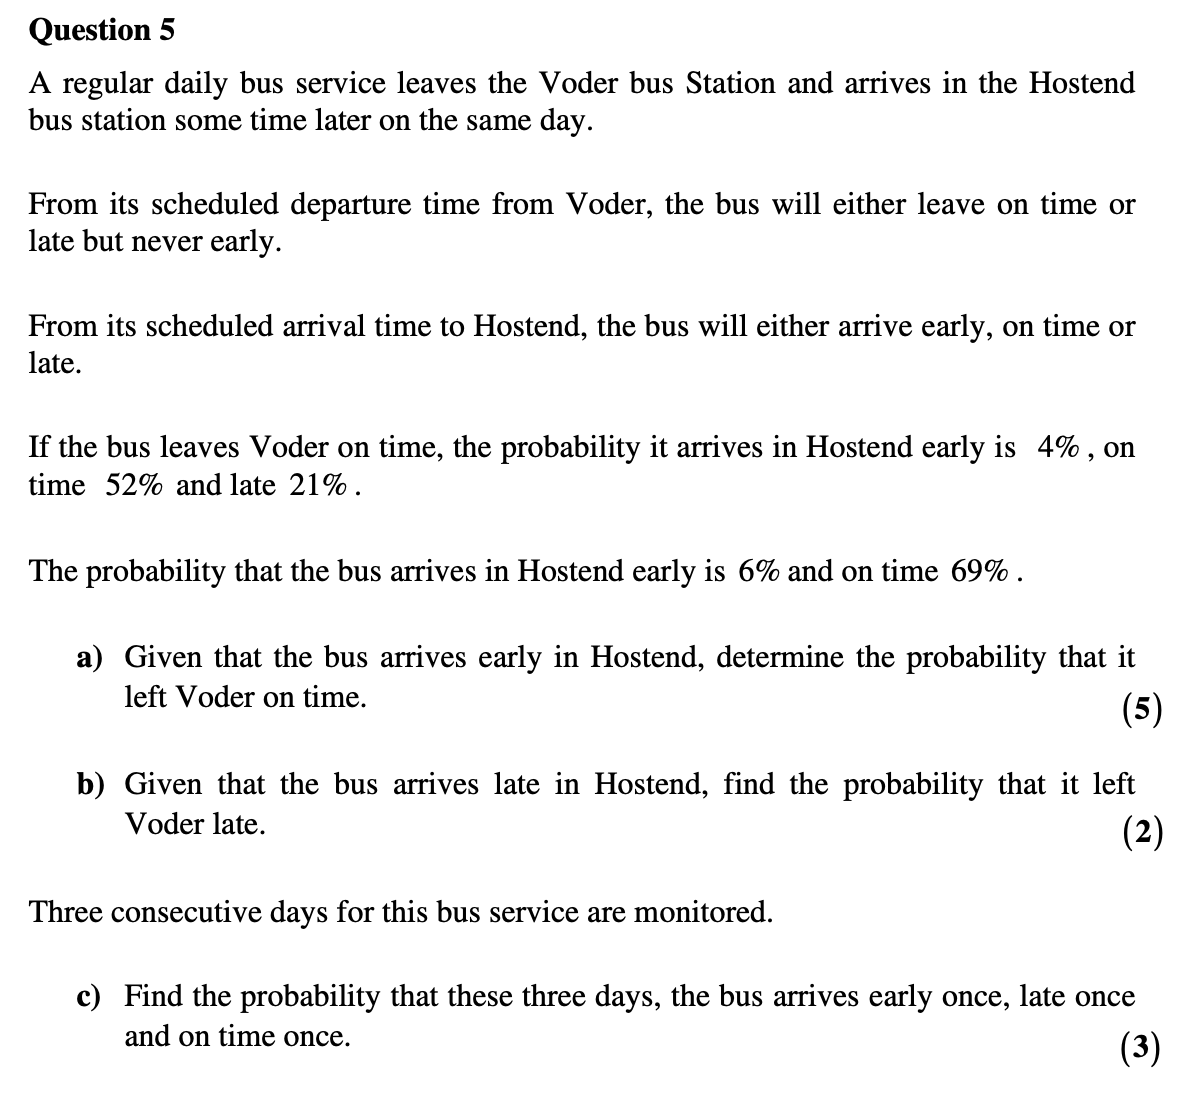 Question 5
A regular daily bus service leaves the Voder bus Station and arrives in the Hostend
bus station some time later on the same day.
From its scheduled departure time from Voder, the bus will either leave on time or
late but never early.
From its scheduled arrival time to Hostend, the bus will either arrive early, on time or
late.
If the bus leaves Voder on time, the probability it arrives in Hostend early is 4% , on
time 52% and late 21% .
The probability that the bus arrives in Hostend early is 6% and on time 69% .
a) Given that the bus arrives early in Hostend, determine the probability that it
left Voder on time.
(5)
b) Given that the bus arrives late in Hostend, find the probability that it left
Voder late.
(2)
Three consecutive days for this bus service are monitored.
c) Find the probability that these three days, the bus arrives early once, late once
and on time once.
(3)